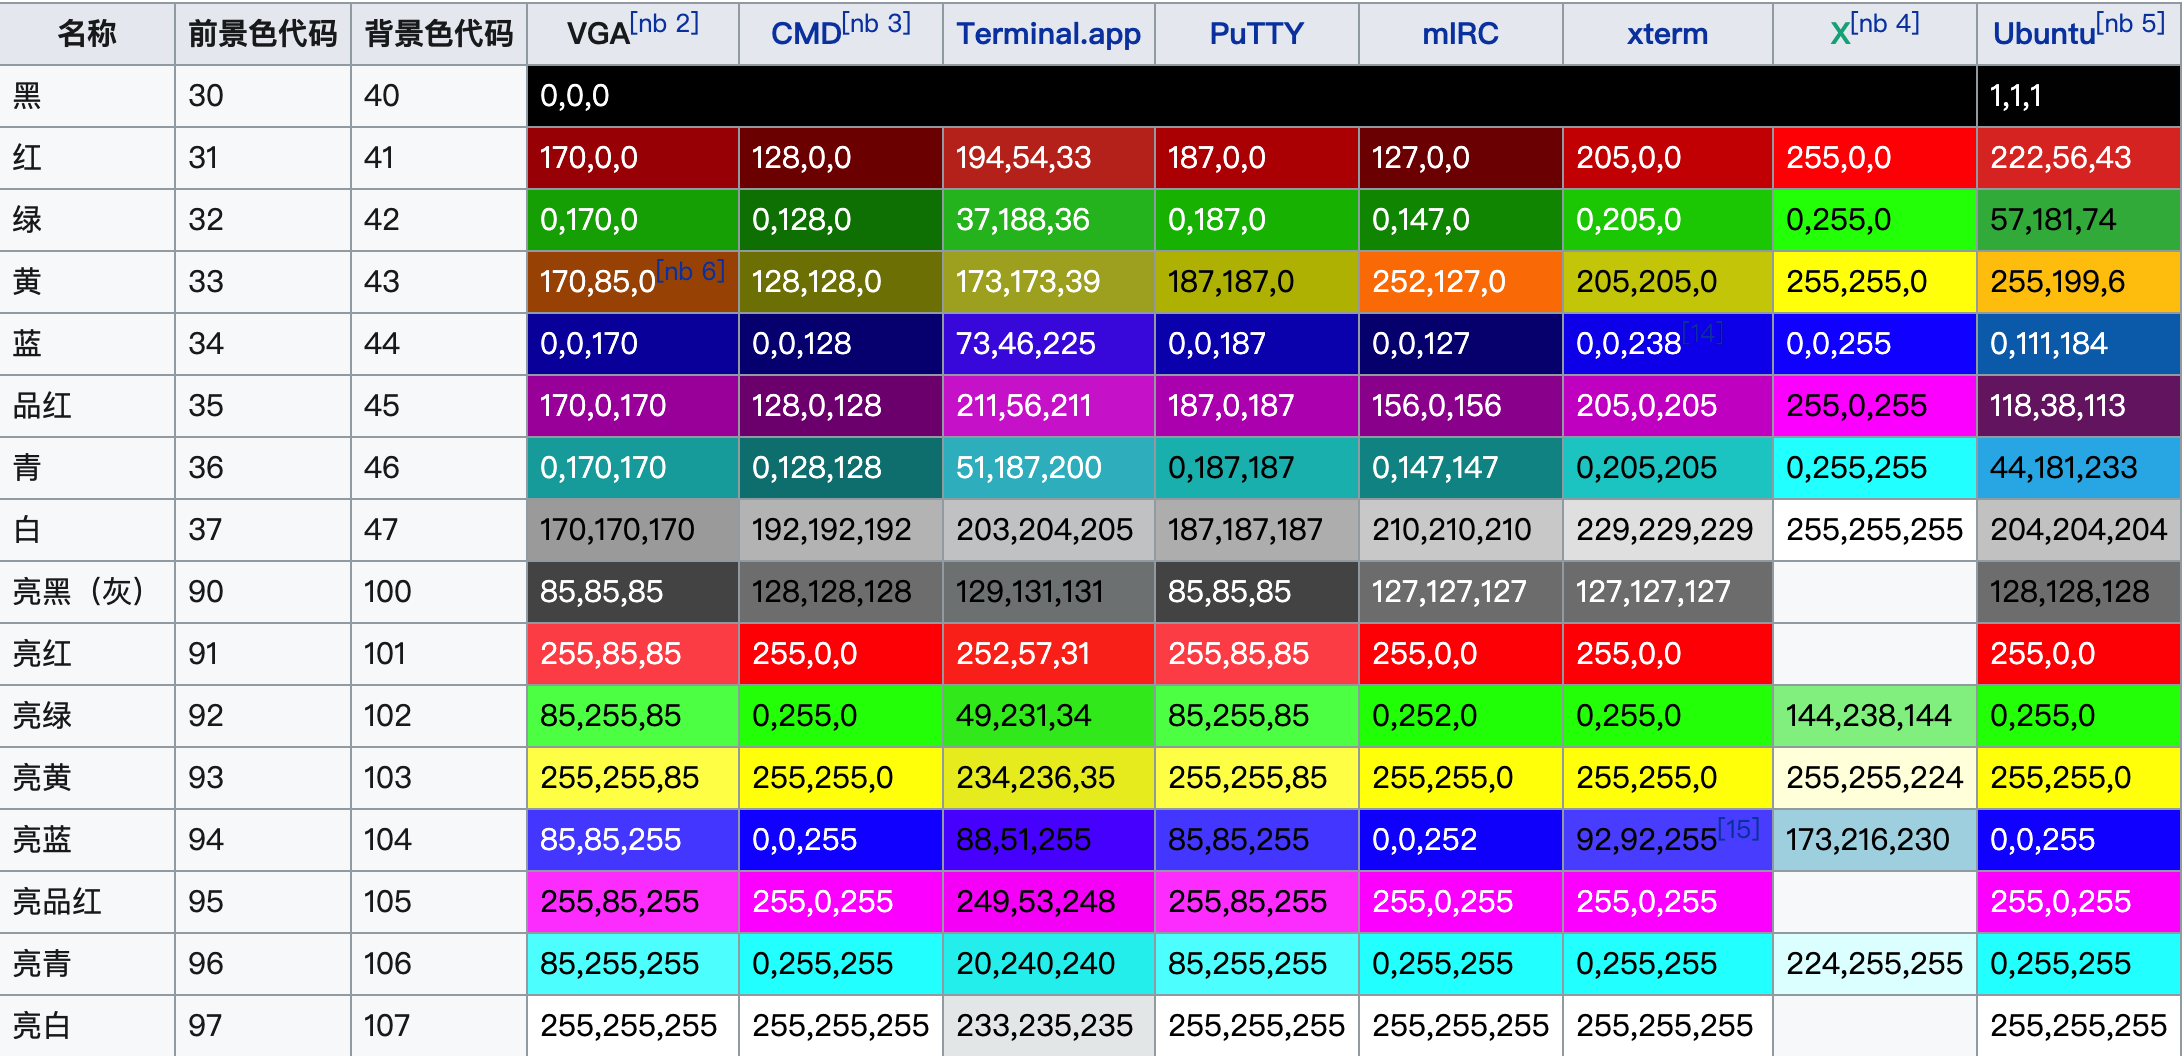 名称 前景色代码 背景色代码 VGA[nb 2] CMD[nb 3] Terminal.app PuTTY mIRC xterm X[nb 4] Ubuntu[nb 5]
黑 30 40 0,0,0 1,1,1
红 31 41 170,0,0 128,0,0 194,54,33 187,0,0 127,0,0 205,0,0 255,0,0 222,56,43
绿 32 42 0,170,0 0,128,0 37,188,36 0,187,0 0,147,0 0,205,0 0,255,0 57,181,74
黄 33 43 170,85,0[nb 6] 128,128,0 173,173,39 187,187,0 252,127,0 205,205,0 255,255,0 255,199,6
蓝 34 44 0,0,170 0,0,128 73,46,225 0,0,187 0,0,127 0,0,238[14] 0,0,255 0,111,184
品红 35 45 170,0,170 128,0,128 211,56,211 187,0,187 156,0,156 205,0,205 255,0,255 118,38,113
青 36 46 0,170,170 0,128,128 51,187,200 0,187,187 0,147,147 0,205,205 0,255,255 44,181,233
白 37 47 170,170,170 192,192,192 203,204,205 187,187,187 210,210,210 229,229,229 255,255,255 204,204,204
亮黑（灰） 90 100 85,85,85 128,128,128 129,131,131 85,85,85 127,127,127 127,127,127 128,128,128
亮红 91 101 255,85,85 255,0,0 252,57,31 255,85,85 255,0,0 255,0,0 255,0,0
亮绿 92 102 85,255,85 0,255,0 49,231,34 85,255,85 0,252,0 0,255,0 144,238,144 0,255,0
亮黄 93 103 255,255,85 255,255,0 234,236,35 255,255,85 255,255,0 255,255,0 255,255,224 255,255,0
亮蓝 94 104 85,85,255 0,0,255 88,51,255 85,85,255 0,0,252 92,92,255[15] 173,216,230 0,0,255
亮品红 95 105 255,85,255 255,0,255 249,53,248 255,85,255 255,0,255 255,0,255 255,0,255
亮青 96 106 85,255,255 0,255,255 20,240,240 85,255,255 0,255,255 0,255,255 224,255,255 0,255,255
亮白 97 107 255,255,255 255,255,255 233,235,235 255,255,255 255,255,255 255,255,255 255,255,255